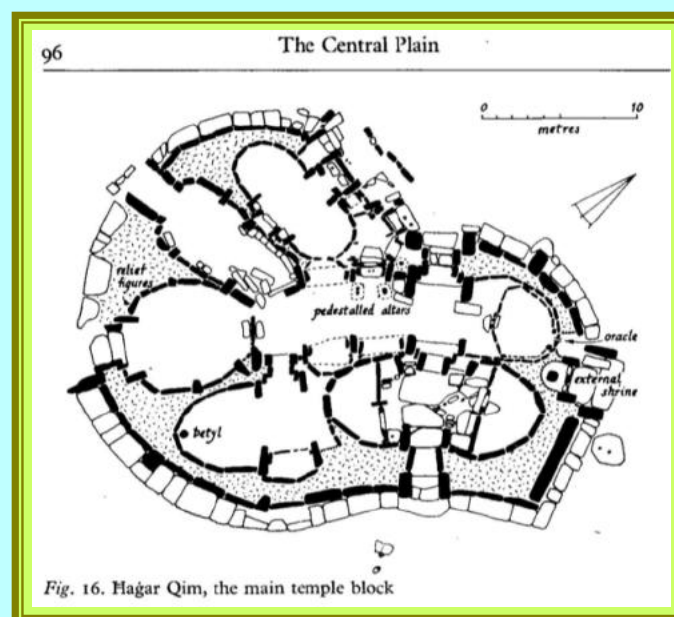 96
The Central Plain
0 10
metres
relief
figures
pedestalled altars
oracle
external
shrine
betyl
Fig. 16. Ħaġar Qim, the main temple block